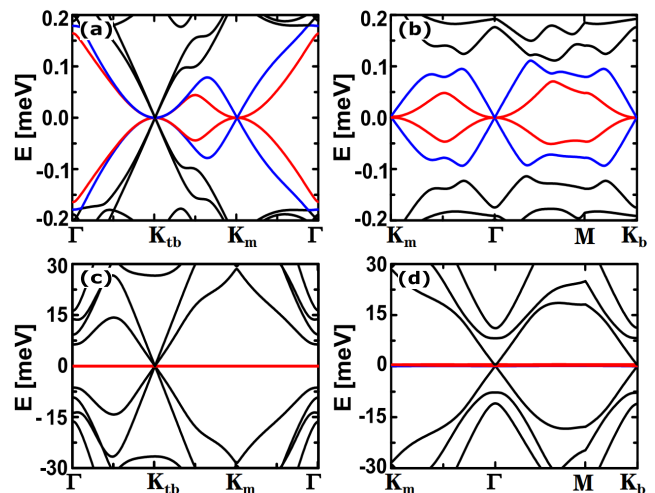 (a)
E [meV]
0.2
0.1
0.0
-0.1
-0.2
Γ K_tb K_m Γ
(b)
E [meV]
0.2
0.1
0.0
-0.1
-0.2
K_m Γ M K_b
(c)
E [meV]
30
15
0
-15
-30
Γ K_tb K_m Γ
(d)
E [meV]
30
15
0
-15
-30
K_m Γ M K_b